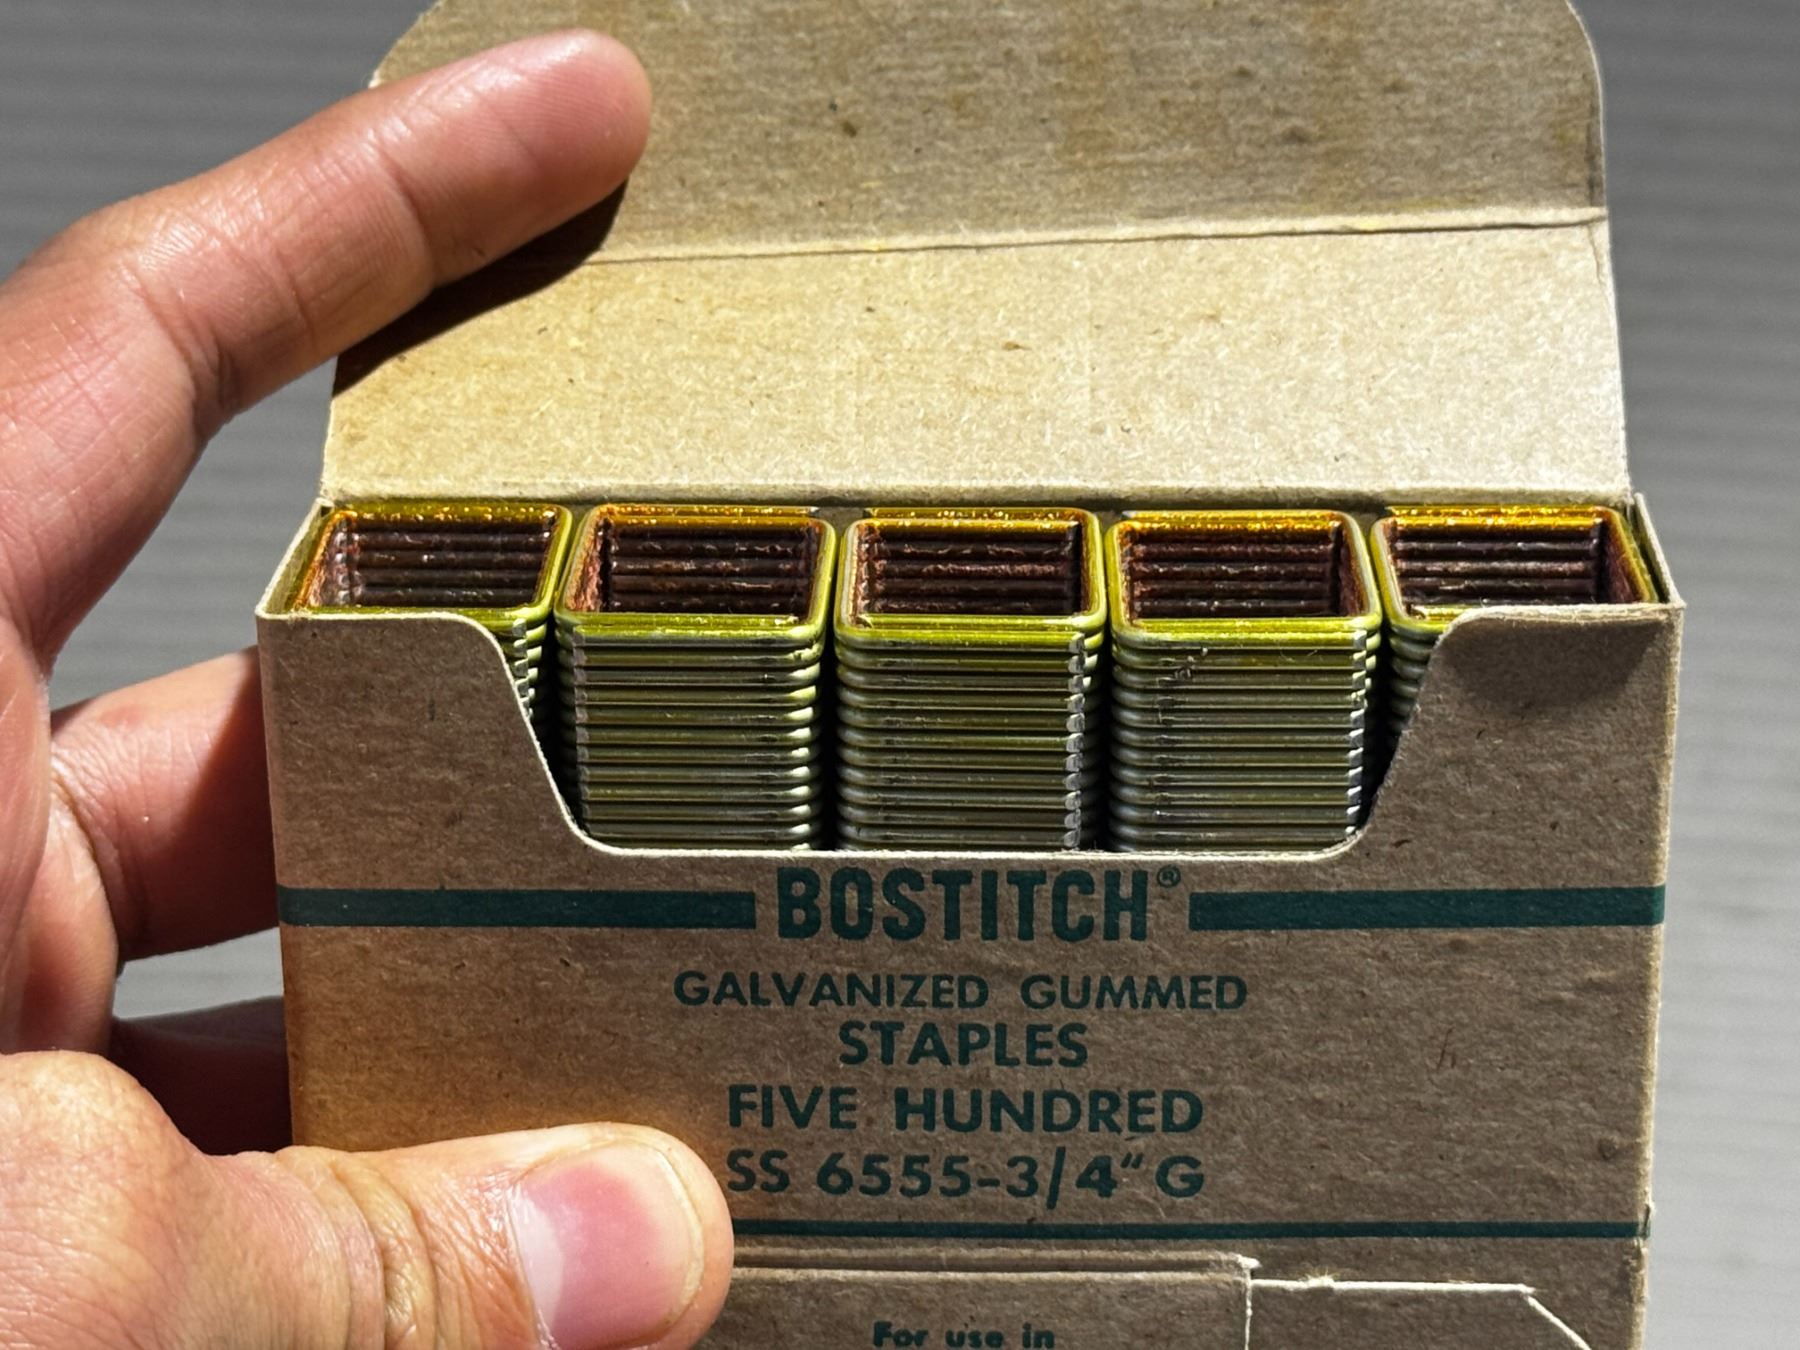 BOSTITCH®
GALVANIZED GUMMED
STAPLES
FIVE HUNDRED
SS 6555-3/4" G
For use in